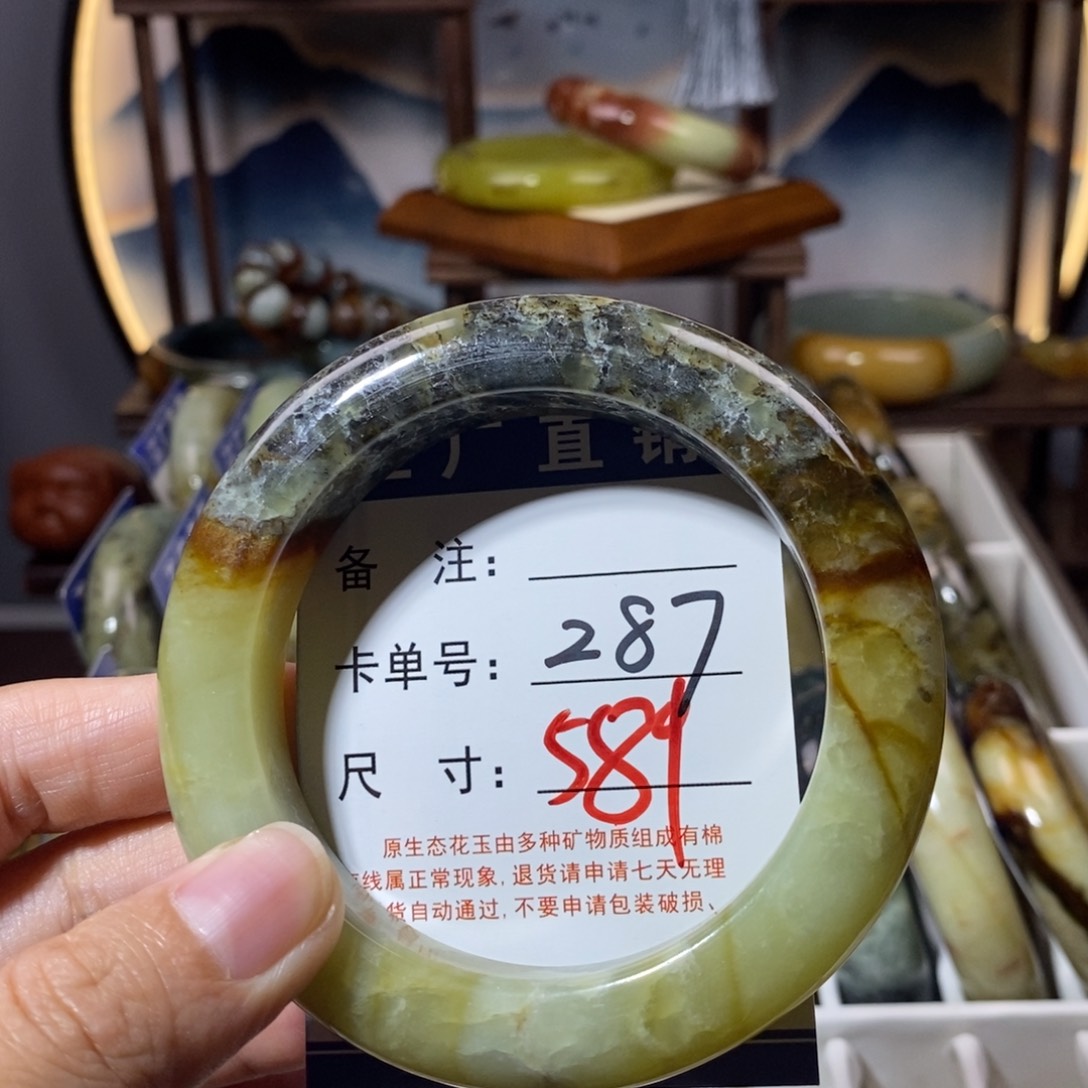 厂直销
备 注:
卡单号: 287
尺 寸: 589
原生态花玉由多种矿物质组成有棉
线属正常现象,退货请申请七天无理
货自动通过,不要申请包装破损、